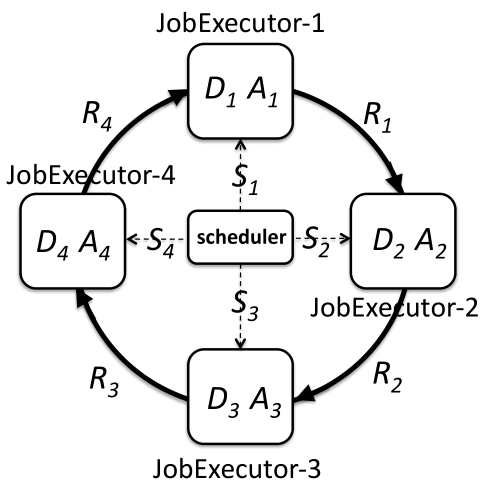 JobExecutor-1
D₁ A₁
R₄
R₁
S₁
JobExecutor-4
D₄ A₄
S₄
scheduler
S₂
D₂ A₂
JobExecutor-2
S₃
R₃
R₂
D₃ A₃
JobExecutor-3